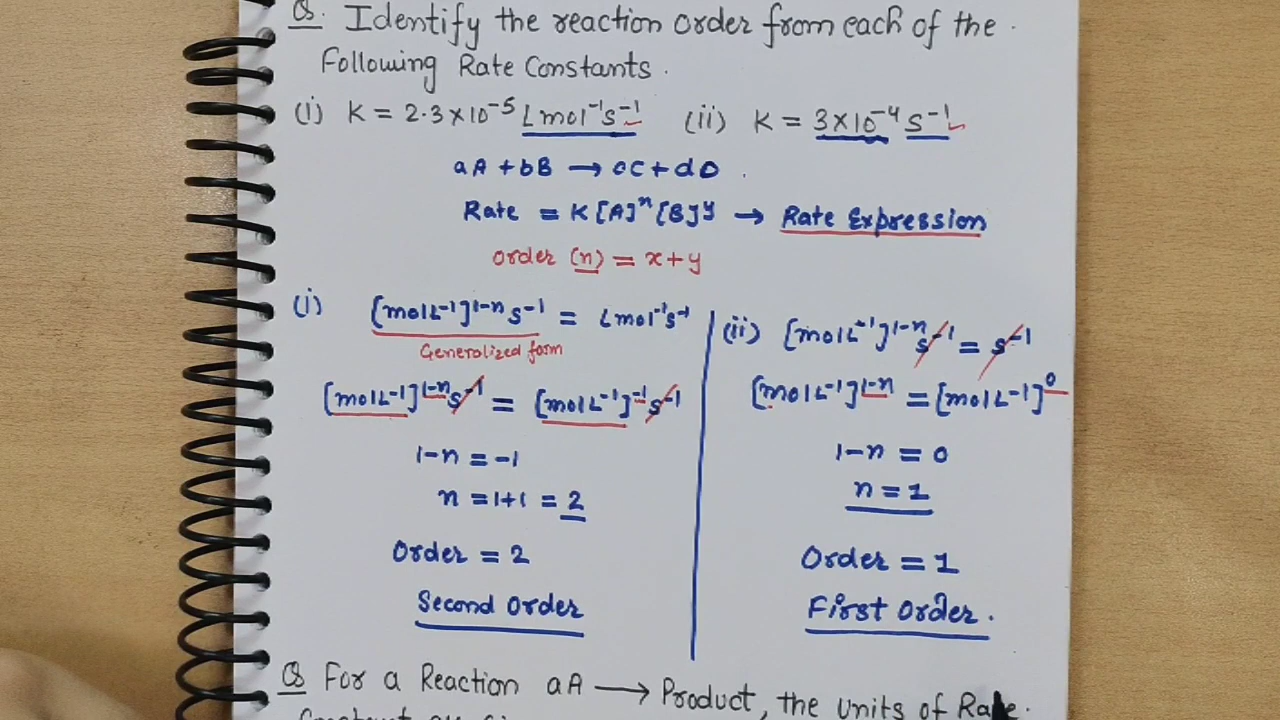 Q. Identify the reaction order from each of the
Following Rate Constants.
(i) K = 2.3×10⁻⁵ L mol⁻¹ s⁻¹ (ii) K = 3×10⁻⁴ s⁻¹
aA + bB → cC + dD
Rate = K [A]ⁿ [B]ʸ → Rate Expression
order (n) = x+y
(i) [mol L⁻¹]¹⁻ⁿ s⁻¹ = L mol⁻¹ s⁻¹
Generalized form
[mol L⁻¹]¹⁻ⁿ s⁻¹ = [mol L⁻¹]⁻¹ s⁻¹
1-n = -1
n = 1+1 = 2
Order = 2
Second Order
(ii) [mol L⁻¹]¹⁻ⁿ s⁻¹ = s⁻¹
[mol L⁻¹]¹⁻ⁿ = [mol L⁻¹]⁰
1-n = 0
n = 1
Order = 1
First Order.
Q For a Reaction aA → Product, the units of Rate
Constant